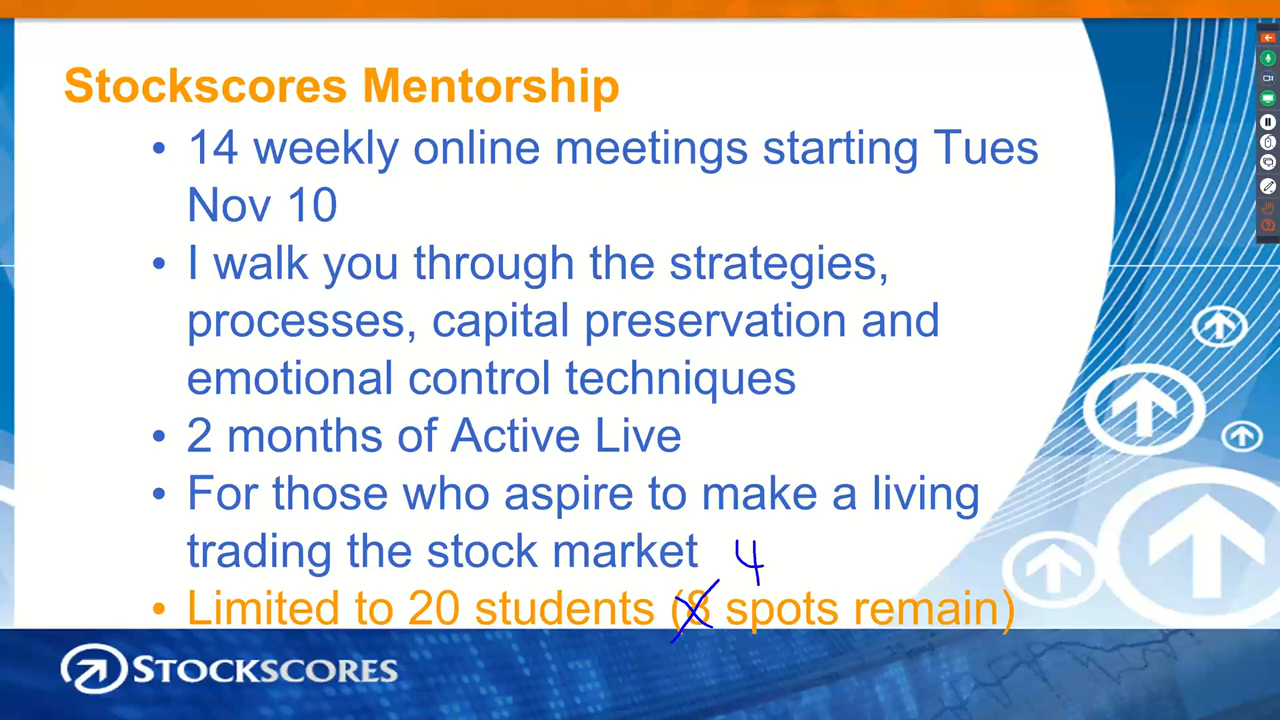 Stockscores Mentorship
• 14 weekly online meetings starting Tues
Nov 10
• I walk you through the strategies,
processes, capital preservation and
emotional control techniques
• 2 months of Active Live
• For those who aspire to make a living
trading the stock market
4
• Limited to 20 students (8 spots remain)
STOCKSCORES